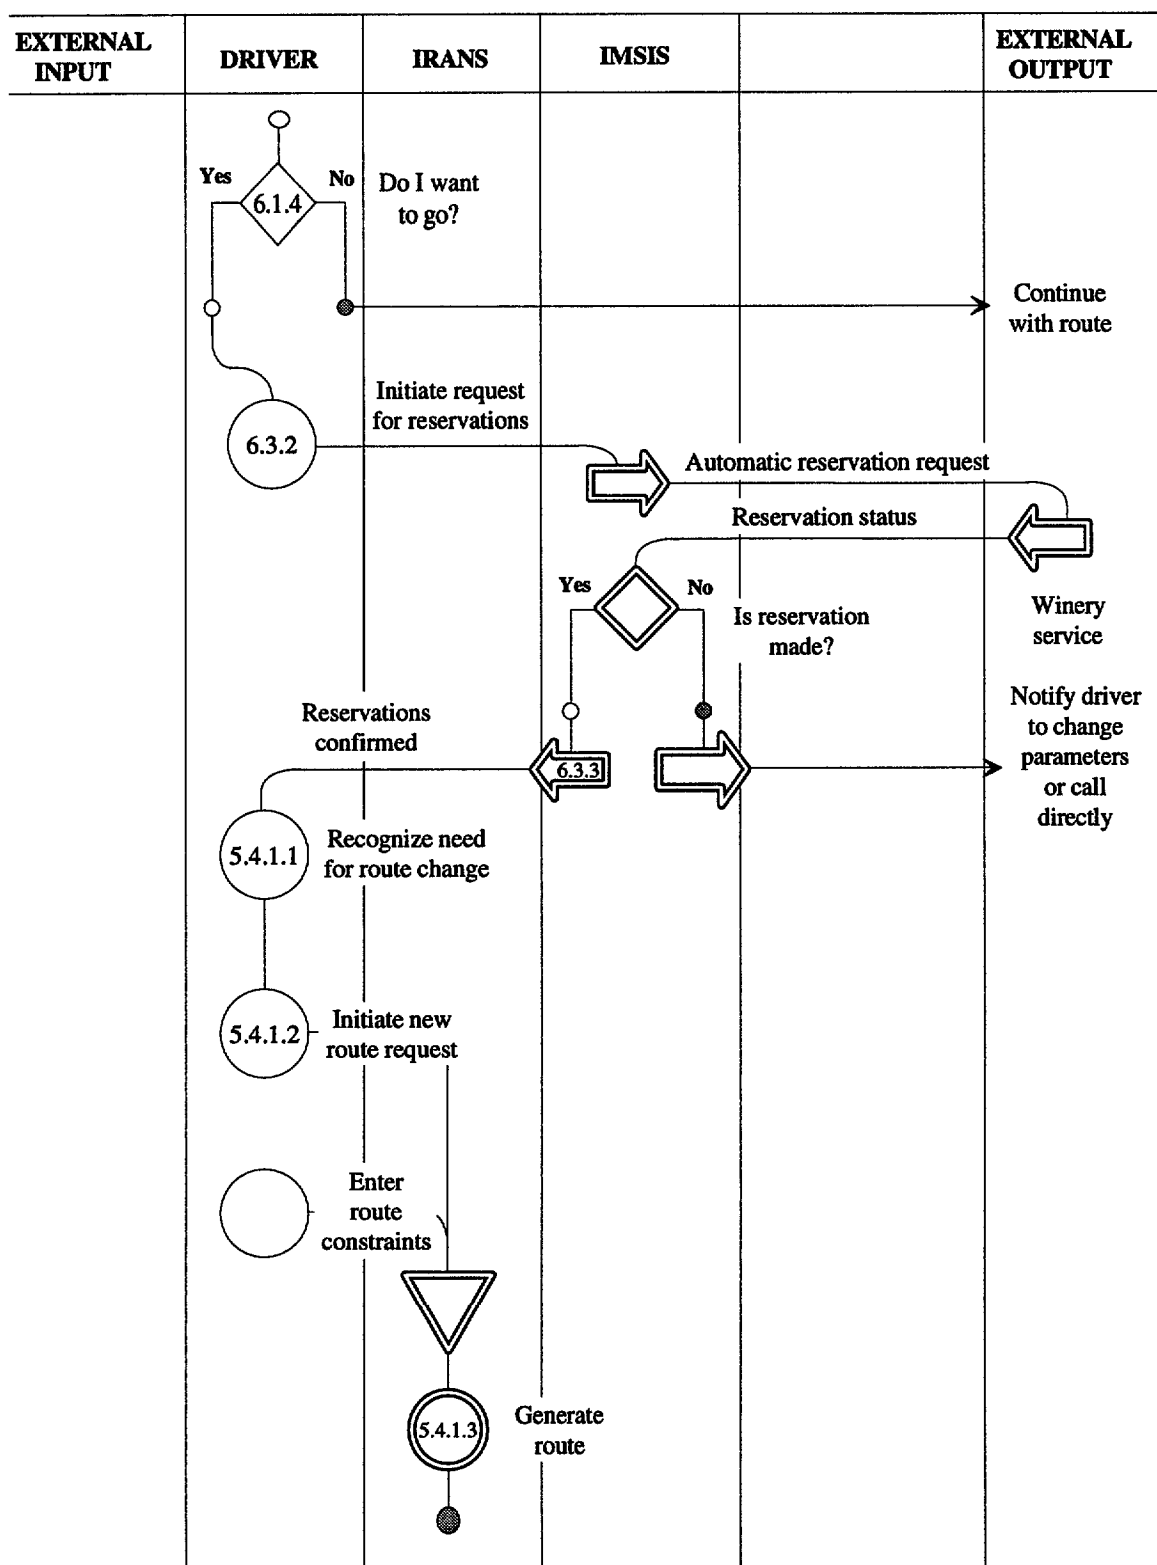 EXTERNAL
INPUT
DRIVER
IRANS
IMSIS
EXTERNAL
OUTPUT
Yes
No
6.1.4
Do I want
to go?
Continue
with route
Initiate request
for reservations
6.3.2
Automatic reservation request
Reservation status
Yes
No
Is reservation
made?
Winery
service
Reservations
confirmed
6.3.3
Notify driver
to change
parameters
or call
directly
5.4.1.1
Recognize need
for route change
5.4.1.2
Initiate new
route request
Enter
route
constraints
5.4.1.3
Generate
route